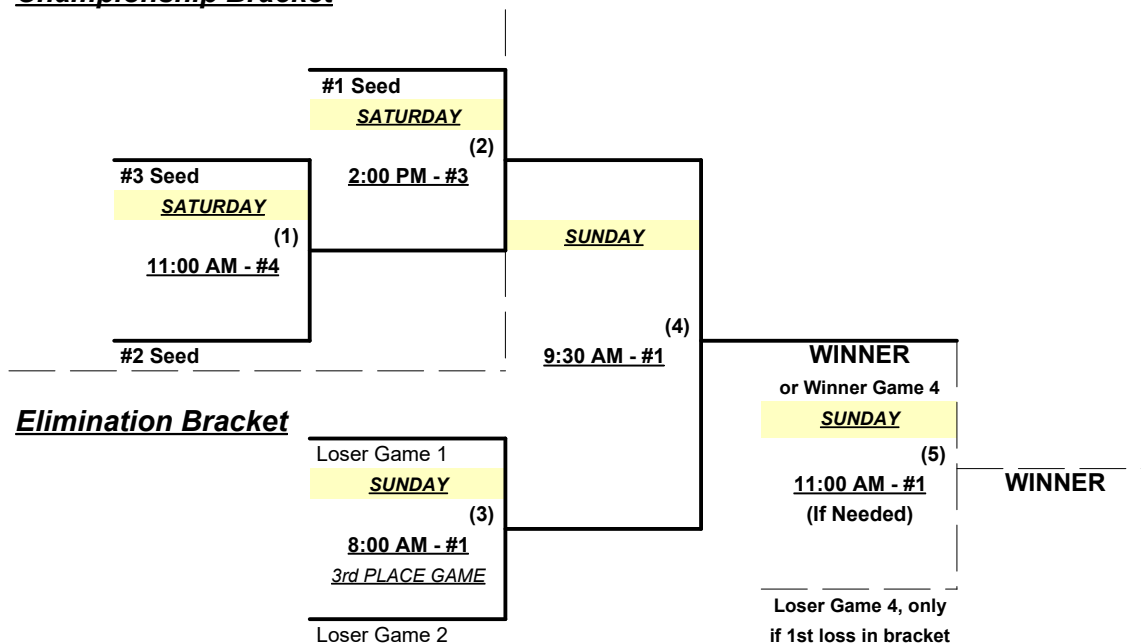 Championship Bracket
#1 Seed
SATURDAY
(2)
2:00 PM - #3
#3 Seed
SATURDAY
(1)
11:00 AM - #4
#2 Seed
SUNDAY
(4)
9:30 AM - #1
WINNER
or Winner Game 4
SUNDAY
(5)
11:00 AM - #1
(If Needed)
WINNER
Loser Game 4, only
if 1st loss in bracket
Elimination Bracket
Loser Game 1
SUNDAY
(3)
8:00 AM - #1
3rd PLACE GAME
Loser Game 2